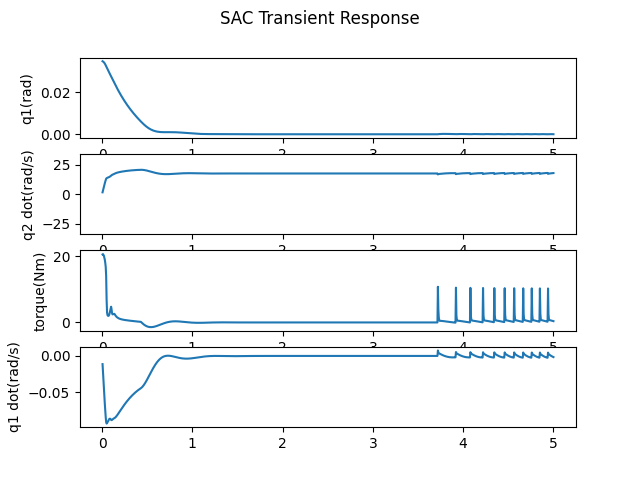 SAC Transient Response
q1(rad)
0.02
0.00
0 1 2 3 4 5
q2 dot(rad/s)
25
0
−25
0 1 2 3 4 5
torque(Nm)
20
0
0 1 2 3 4 5
q1 dot(rad/s)
0.00
−0.05
0 1 2 3 4 5